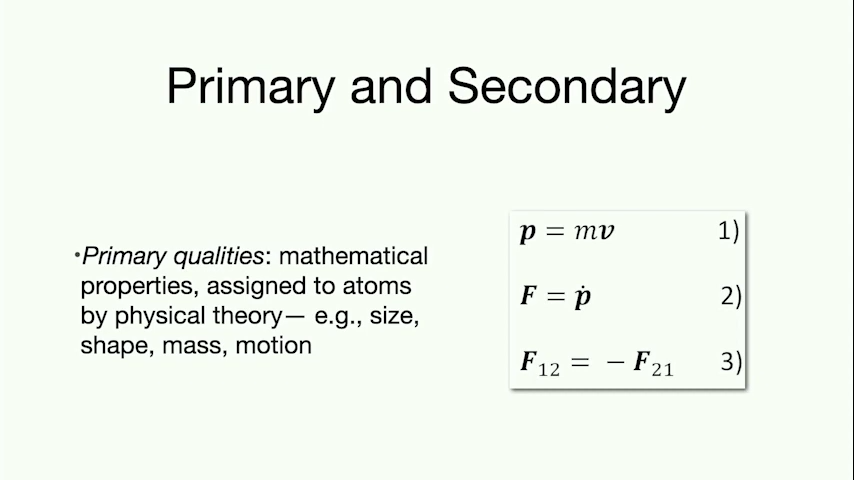 Primary and Secondary
•Primary qualities: mathematical
properties, assigned to atoms
by physical theory— e.g., size,
shape, mass, motion
𝒑 = 𝑚𝒗 1)
𝑭 = 𝒑̇ 2)
𝑭₁₂ = − 𝑭₂₁ 3)